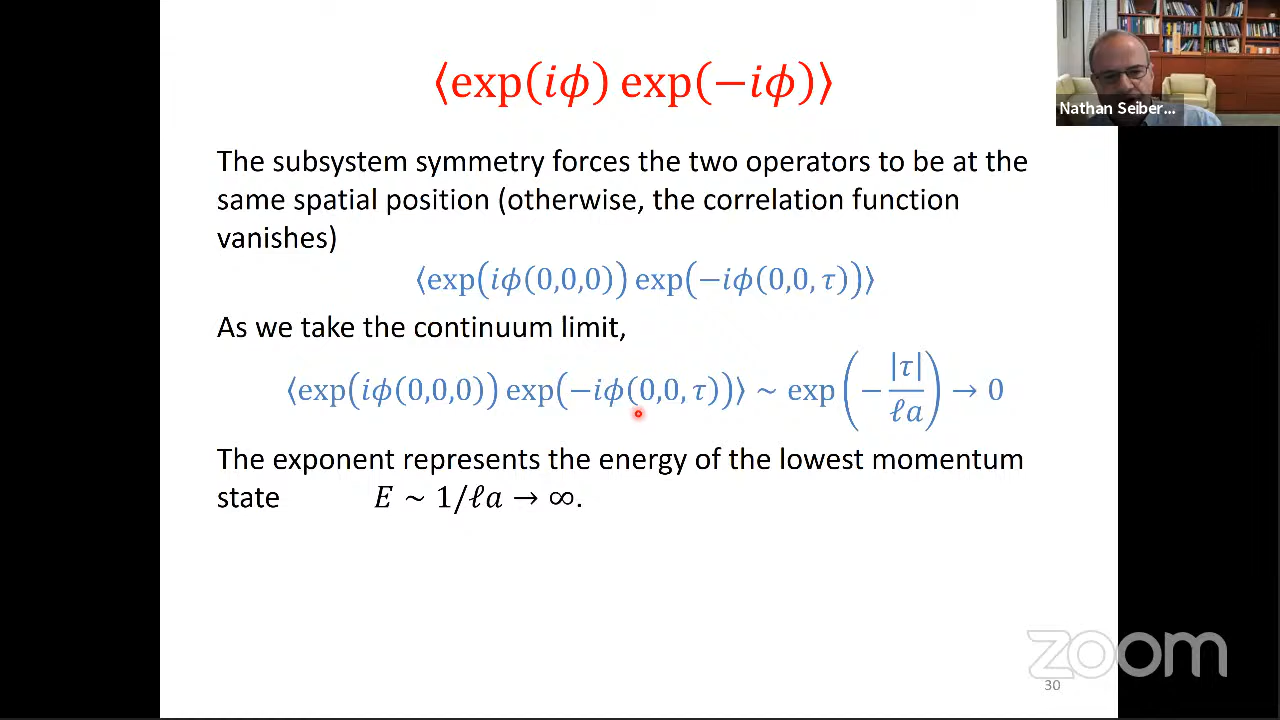 ⟨exp(iϕ) exp(−iϕ)⟩
Nathan Seiber...
The subsystem symmetry forces the two operators to be at the
same spatial position (otherwise, the correlation function
vanishes)
⟨exp(iϕ(0,0,0)) exp(−iϕ(0,0,τ))⟩
As we take the continuum limit,
⟨exp(iϕ(0,0,0)) exp(−iϕ(0,0,τ))⟩ ~ exp(−|τ|/ℓa) → 0
The exponent represents the energy of the lowest momentum
state E ~ 1/ℓa → ∞.
zoom
30